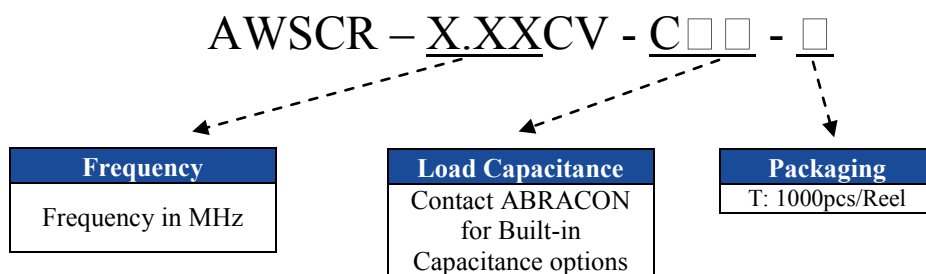 AWSCR – X.XXCV - C□□ - □
Frequency
Frequency in MHz
Load Capacitance
Contact ABRACON
for Built-in
Capacitance options
Packaging
T: 1000pcs/Reel